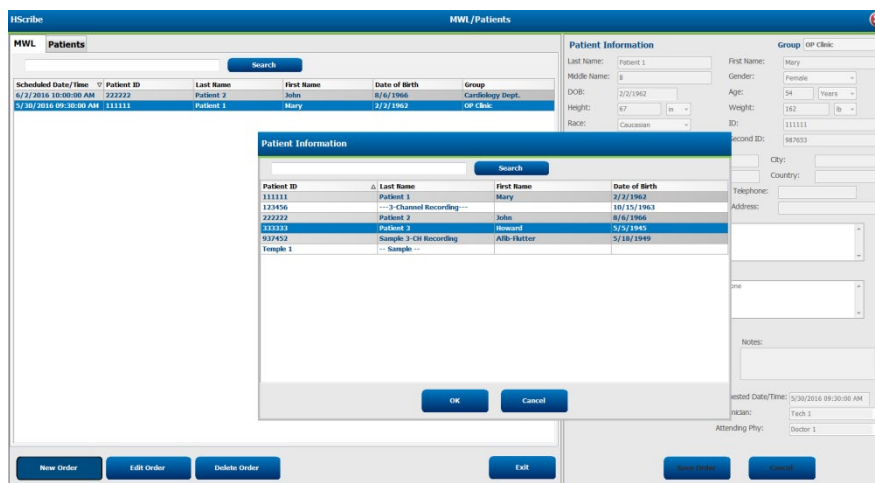 HScribe MWL/Patients
MWL Patients
Search
Scheduled Date/Time Patient ID Last Name First Name Date of Birth Group
6/2/2016 10:00:00 AM 222222 Patient 2 John 8/6/1966 Cardiology Dept.
5/30/2016 09:30:00 AM 111111 Patient 1 Mary 2/2/1962 OP Clinic
Patient Information
Search
Patient ID Last Name First Name Date of Birth
111111 Patient 1 Mary 2/2/1962
123456 ---3-Channel Recording--- 10/15/1963
222222 Patient 2 John 8/6/1966
333333 Patient 3 Howard 5/5/1945
937452 Sample 3-CH Recording Afib-Flutter 5/18/1949
Temple 1 -- Sample --
OK Cancel
New Order Edit Order Delete Order Exit
Patient Information Group OP Clinic
Last Name: Patient 1 First Name: Mary
Middle Name: Gender: Female
DOB: 2/2/1962 Age: 54 Years
Height: 67 in Weight: 162 lb
Race: Caucasian ID: 111111
Second ID: 987653
City:
Country:
Telephone:
Address:
Notes:
Date/Time: 5/30/2016 09:30:00 AM
Tech 1
Attending Phy: Doctor 1
Save Order Cancel